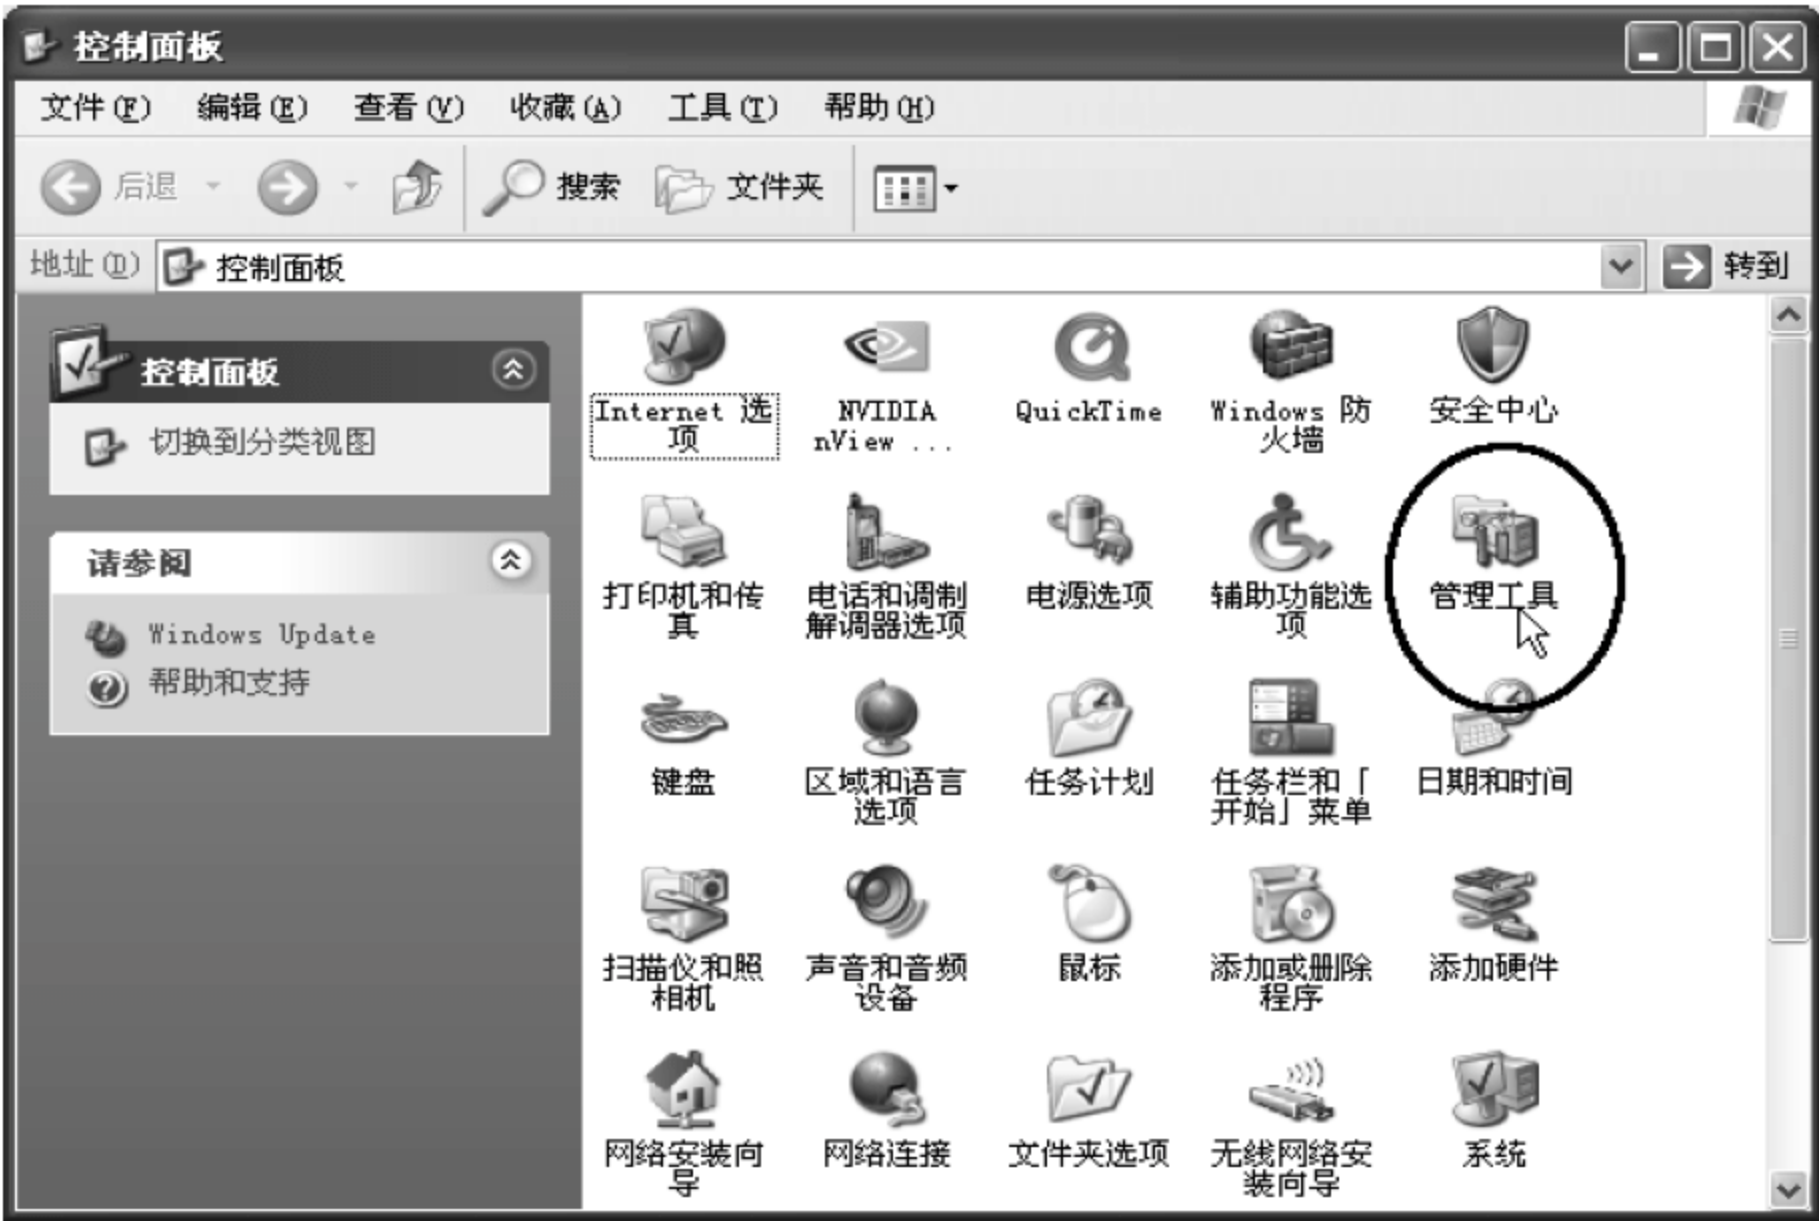 控制面板
文件(F) 编辑(E) 查看(V) 收藏(A) 工具(T) 帮助(H)
后退 搜索 文件夹
地址(D) 控制面板 转到
控制面板
切换到分类视图
请参阅
Windows Update
帮助和支持
Internet 选
项
NVIDIA
nView ...
QuickTime
Windows 防
火墙
安全中心
打印机和传
真
电话和调制
解调器选项
电源选项
辅助功能选
项
管理工具
键盘
区域和语言
选项
任务计划
任务栏和「
开始」菜单
日期和时间
扫描仪和照
相机
声音和音频
设备
鼠标
添加或删除
程序
添加硬件
网络安装向
导
网络连接
文件夹选项
无线网络安
装向导
系统